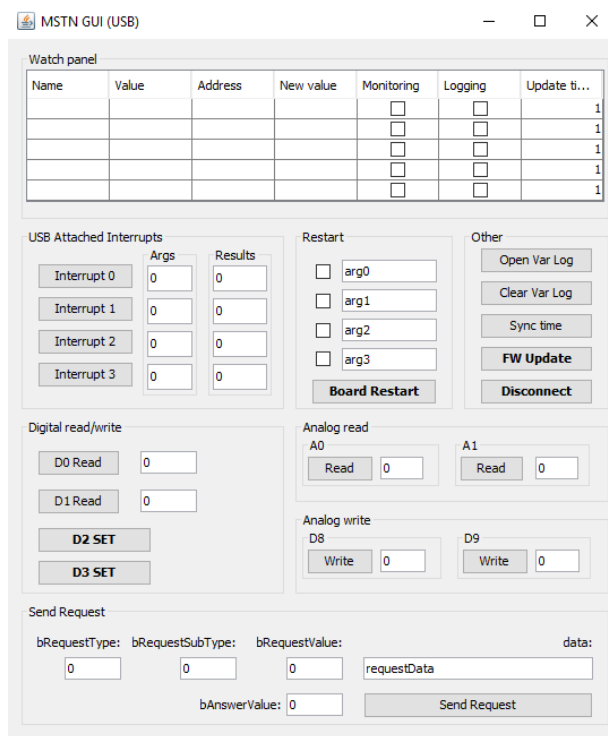 MSTN GUI (USB)
Watch panel
Name Value Address New value Monitoring Logging Update ti...
1
1
1
1
1
USB Attached Interrupts
Args Results
Interrupt 0 0 0
Interrupt 1 0 0
Interrupt 2 0 0
Interrupt 3 0 0
Restart
arg0
arg1
arg2
arg3
Board Restart
Other
Open Var Log
Clear Var Log
Sync time
FW Update
Disconnect
Digital read/write
D0 Read 0
D1 Read 0
D2 SET
D3 SET
Analog read
A0 A1
Read 0 Read 0
Analog write
D8 D9
Write 0 Write 0
Send Request
bRequestType: bRequestSubType: bRequestValue: data:
0 0 0 requestData
bAnswerValue: 0 Send Request